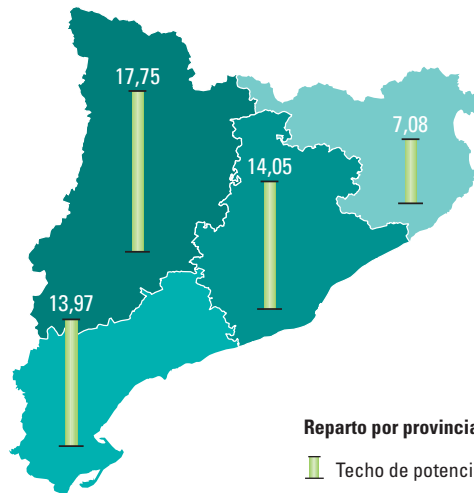 17,75
7,08
14,05
13,97
Reparto por provincia
Techo de potenci